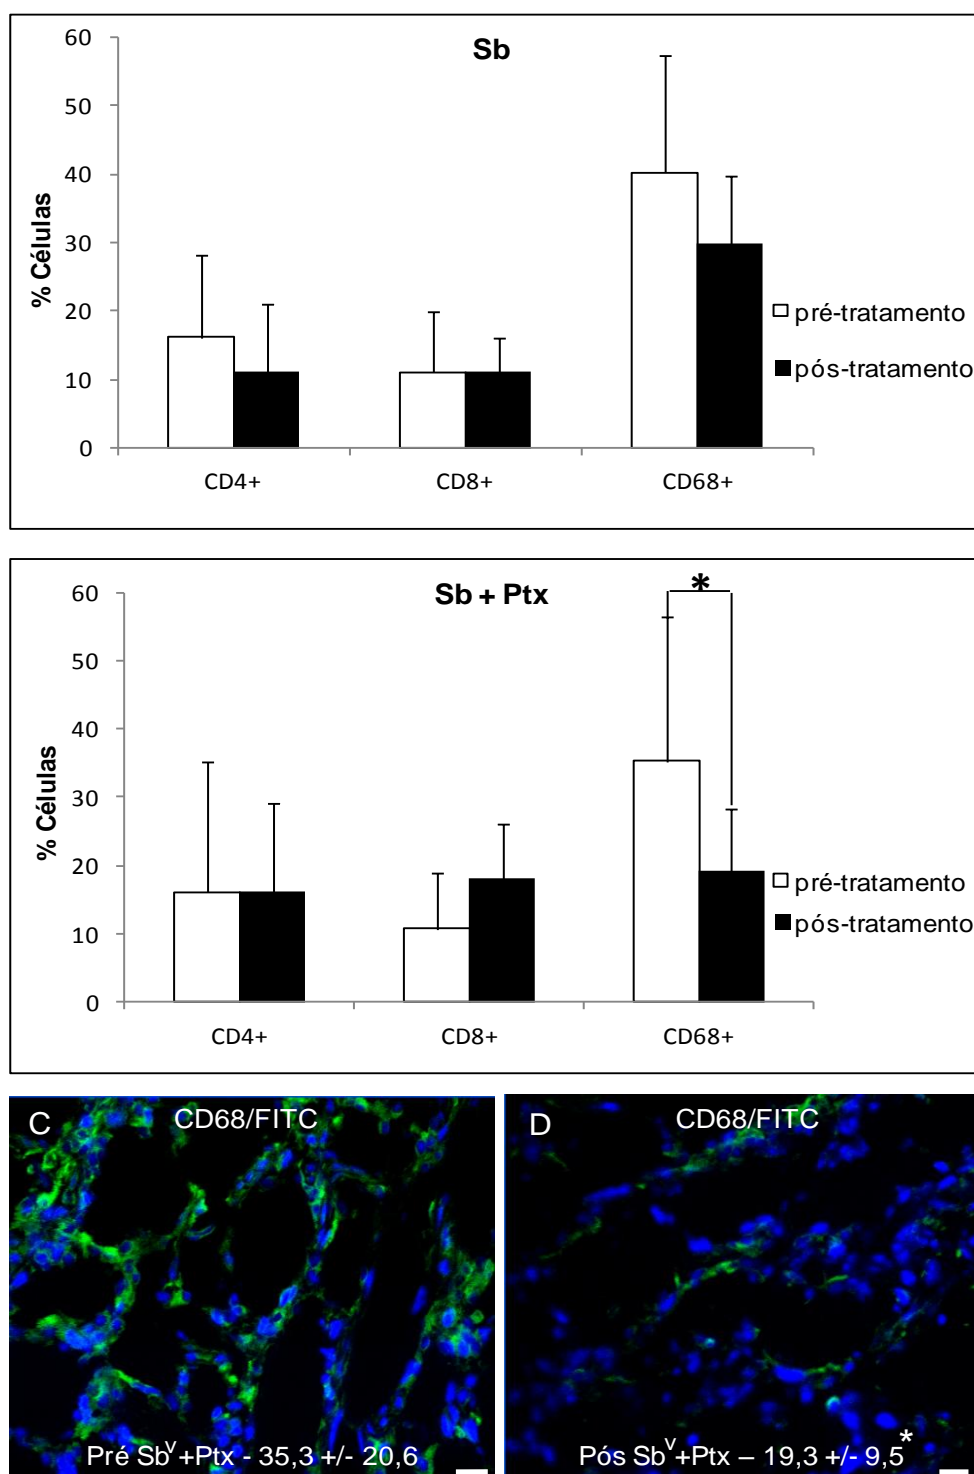 Sb
60
50
40
30
20
10
0
% Células
CD4+
CD8+
CD68+
pré-tratamento
pós-tratamento
Sb + Ptx
*
60
50
40
30
20
10
0
% Células
CD4+
CD8+
CD68+
pré-tratamento
pós-tratamento
C
CD68/FITC
Pré Sbⱽ+Ptx - 35,3 +/- 20,6
D
CD68/FITC
Pós Sbⱽ+Ptx – 19,3 +/- 9,5*